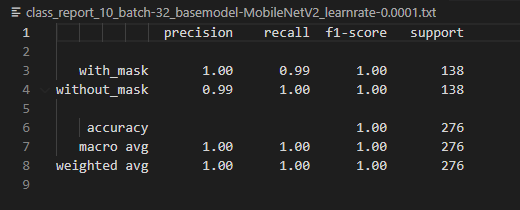 class_report_10_batch-32_basemodel-MobileNetV2_learnrate-0.0001.txt
1 precision recall f1-score support
2
3 with_mask 1.00 0.99 1.00 138
4 without_mask 0.99 1.00 1.00 138
5
6 accuracy 1.00 276
7 macro avg 1.00 1.00 1.00 276
8 weighted avg 1.00 1.00 1.00 276
9